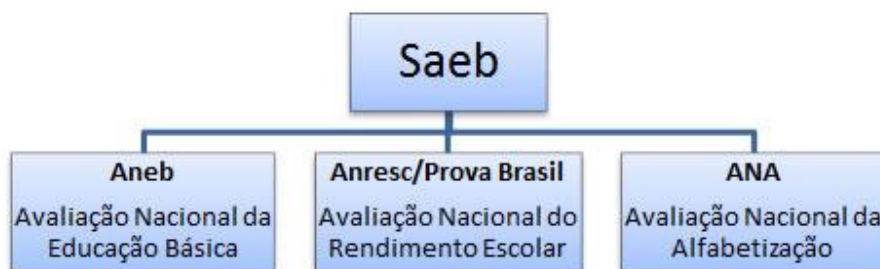 Saeb
Aneb
Avaliação Nacional da
Educação Básica
Anresc/Prova Brasil
Avaliação Nacional do
Rendimento Escolar
ANA
Avaliação Nacional da
Alfabetização